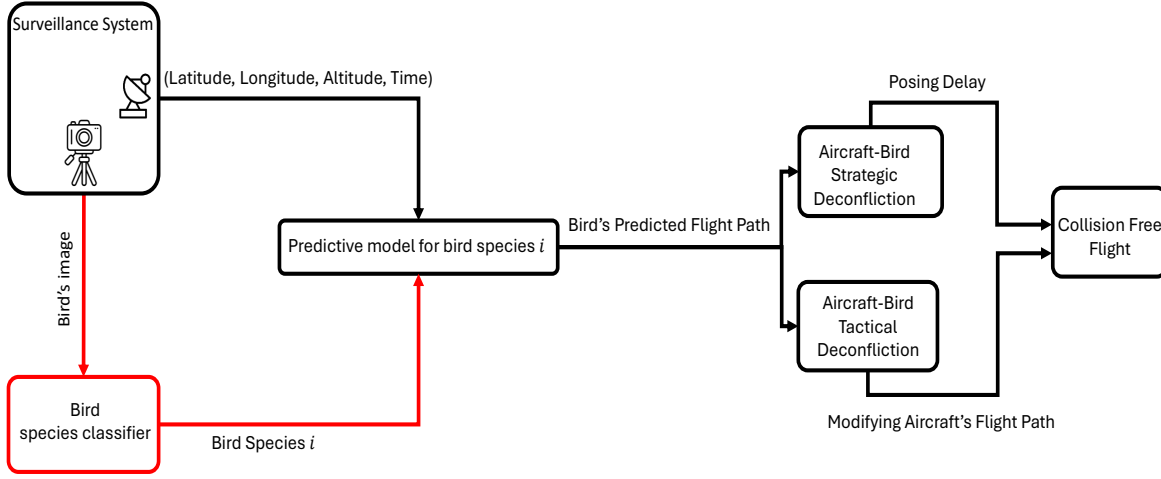 Surveillance System
(Latitude, Longitude, Altitude, Time)
Bird's image
Bird
species classifier
Bird Species i
Predictive model for bird species i
Bird's Predicted Flight Path
Posing Delay
Aircraft-Bird
Strategic
Deconfliction
Aircraft-Bird
Tactical
Deconfliction
Modifying Aircraft's Flight Path
Collision Free
Flight